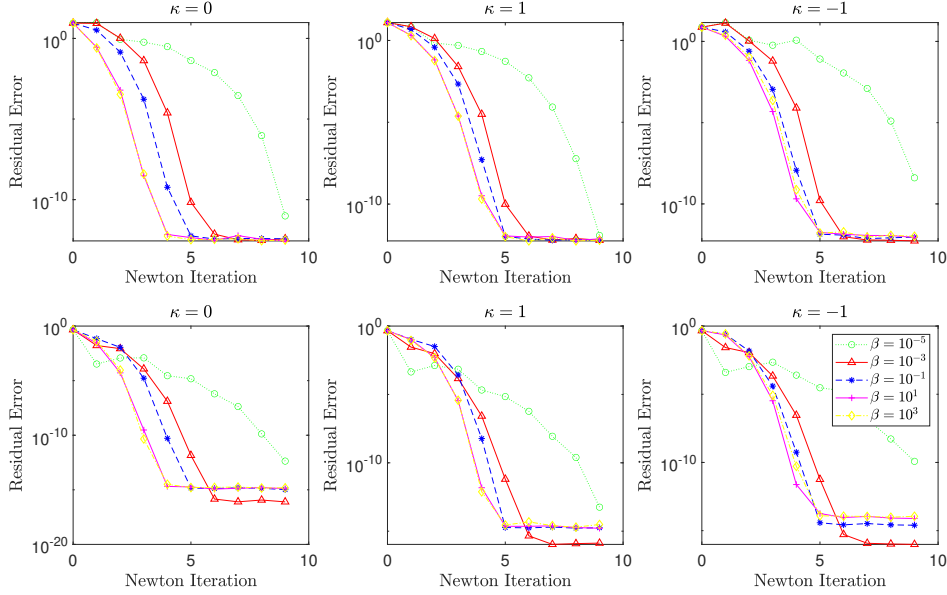 κ = 0
10^0
10^-10
Residual Error
0 5 10
Newton Iteration
κ = 1
10^0
10^-10
Residual Error
0 5 10
Newton Iteration
κ = −1
10^0
10^-10
Residual Error
0 5 10
Newton Iteration
κ = 0
10^0
10^-10
10^-20
Residual Error
0 5 10
Newton Iteration
κ = 1
10^0
10^-10
Residual Error
0 5 10
Newton Iteration
κ = −1
10^0
10^-10
Residual Error
0 5 10
Newton Iteration
β = 10^-5
β = 10^-3
β = 10^-1
β = 10^1
β = 10^3